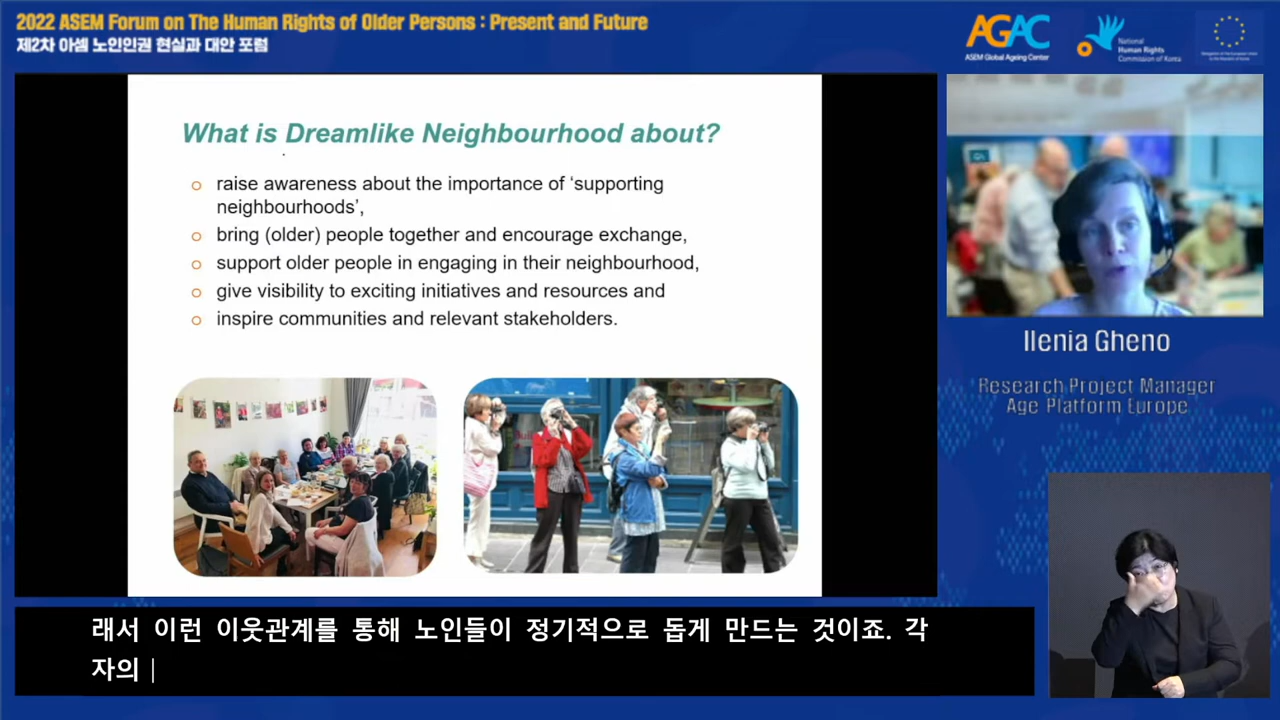 2022 ASEM Forum on The Human Rights of Older Persons : Present and Future
제2차 아셈 노인인권 현실과 대안 포럼
AGAC
ASEM Global Ageing Center
National
Human Rights
Commission of Korea
What is Dreamlike Neighbourhood about?
raise awareness about the importance of ‘supporting
neighbourhoods’,
bring (older) people together and encourage exchange,
support older people in engaging in their neighbourhood,
give visibility to exciting initiatives and resources and
inspire communities and relevant stakeholders.
Ilenia Gheno
Research Project Manager
Age Platform Europe
래서 이런 이웃관계를 통해 노인들이 정기적으로 돕게 만드는 것이죠. 각
자의